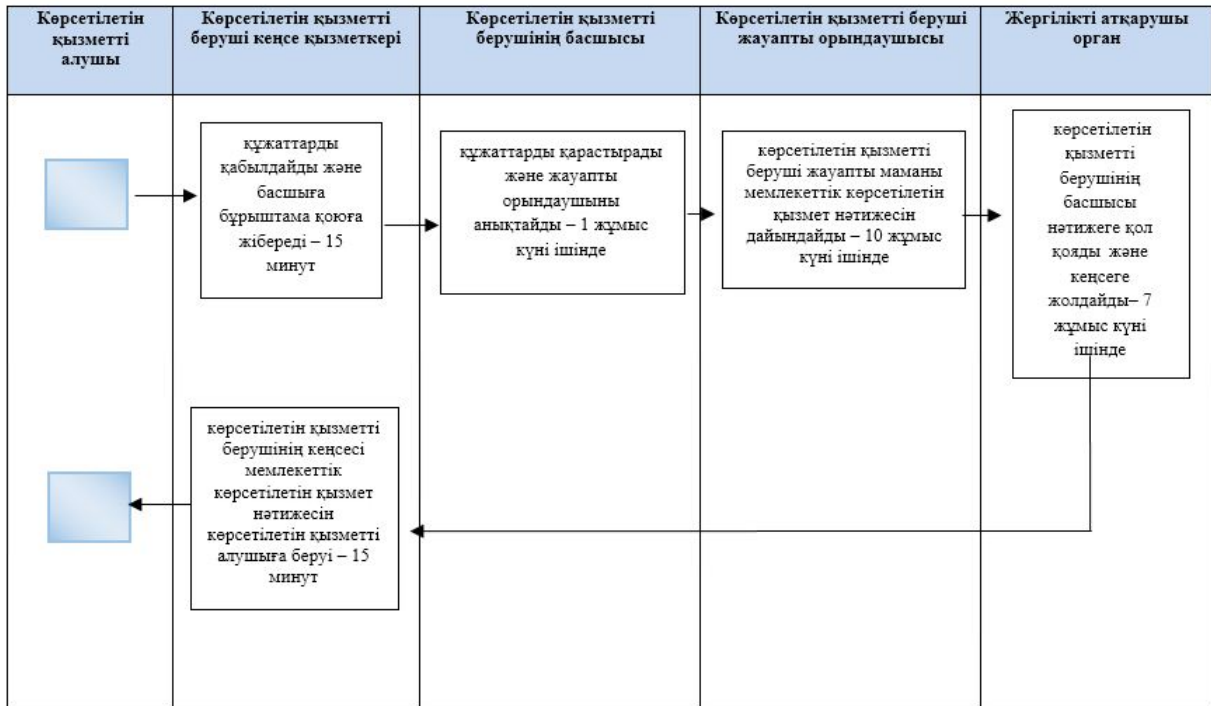 Көрсетілетін
қызметті
алушы
Көрсетілетін қызметті
беруші кеңсе қызметкері
Көрсетілетін қызметті
берушінің басшысы
Көрсетілетін қызметті беруші
жауапты орындаушысы
Жергілікті атқарушы
орган
құжаттарды
қабылдайды және
басшыға
бұрыштама қоюға
жібереді – 15
минут
құжаттарды қарастырады
және жауапты
орындаушыны
анықтайды – 1 жұмыс
күні ішінде
көрсетілетін қызметті
беруші жауапты маманы
мемлекеттік көрсетілетін
қызмет нәтижесін
дайындайды – 10 жұмыс
күні ішінде
көрсетілетін
қызметті
берушінің
басшысы
нәтижеге қол
қояды және
кеңсеге
жолдайды– 7
жұмыс күні
ішінде
көрсетілетін қызметті
берушінің кеңсесі
мемлекеттік
көрсетілетін қызмет
нәтижесін
көрсетілетін қызметті
алушыға беруі – 15
минут